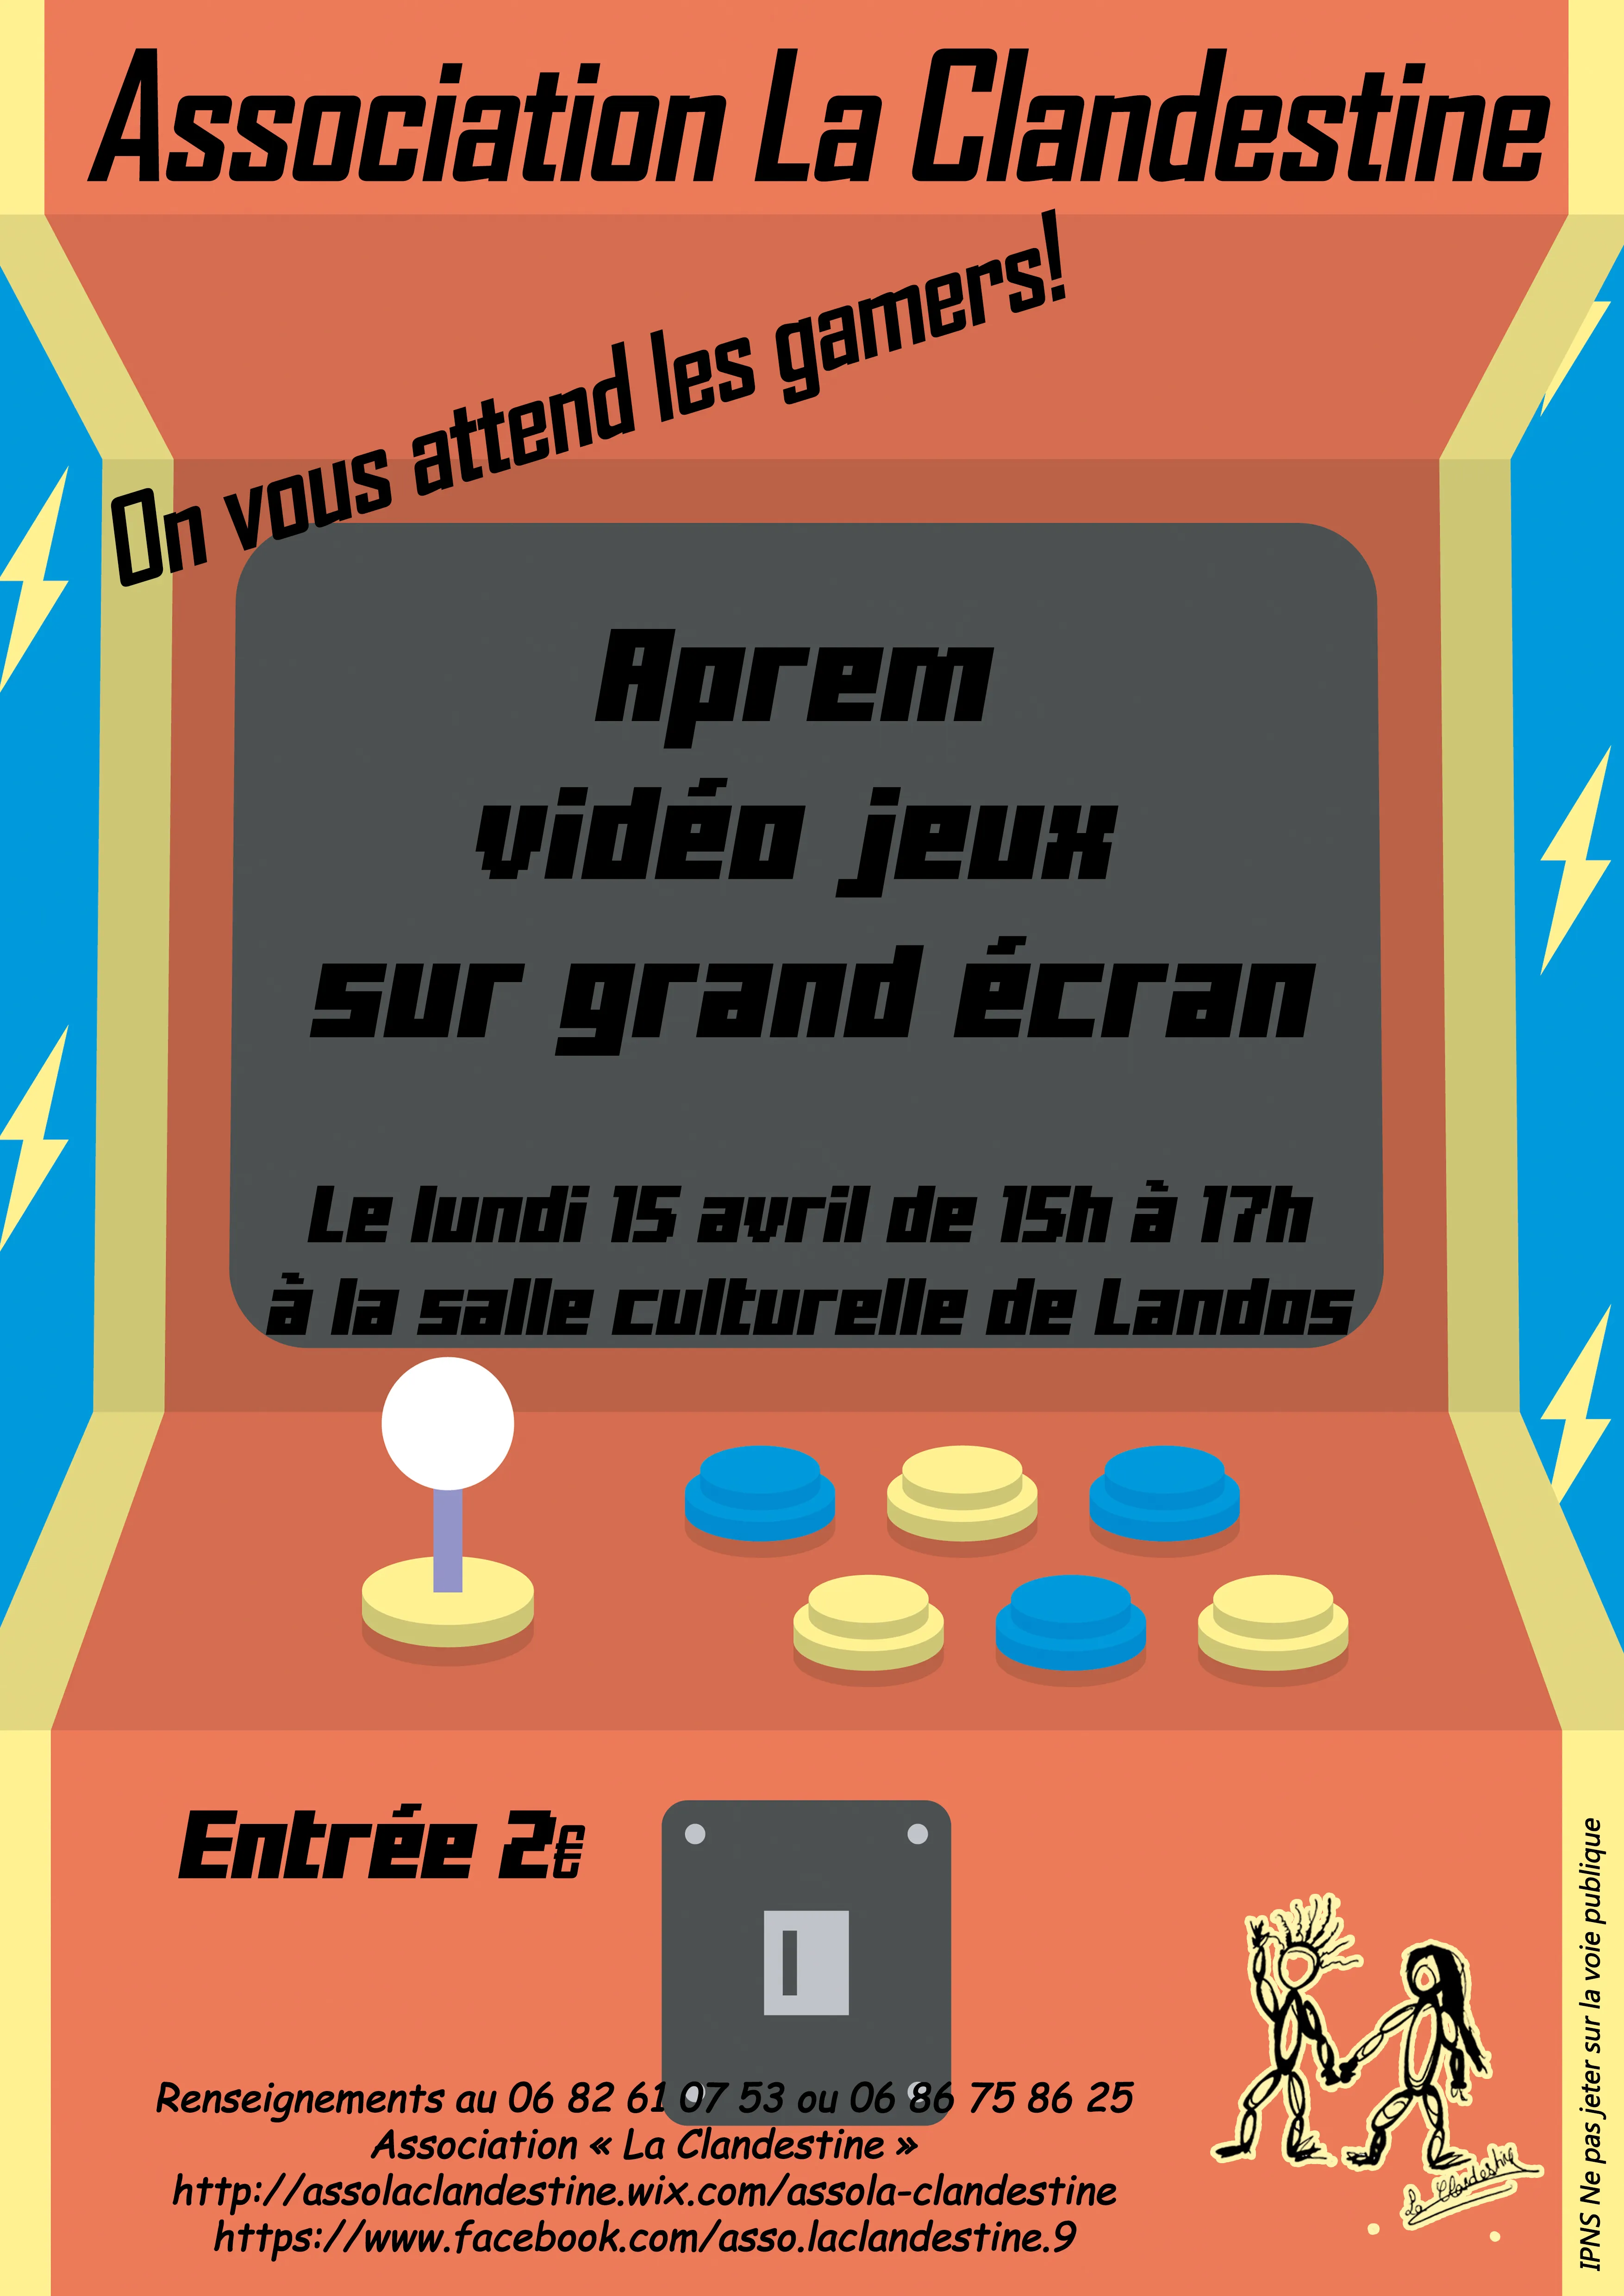 Association La Clandestine
On vous attend les gamers!
Aprem
vidéo jeux
sur grand écran
Le lundi 15 avril de 15h à 17h
à la salle culturelle de Landos
Entrée 2€
Renseignements au 06 82 61 07 53 ou 06 86 75 86 25
Association « La Clandestine »
http://assolaclandestine.wix.com/assola-clandestine
https://www.facebook.com/asso.laclandestine.9
La Clandestine
IPNS Ne pas jeter sur la voie publique